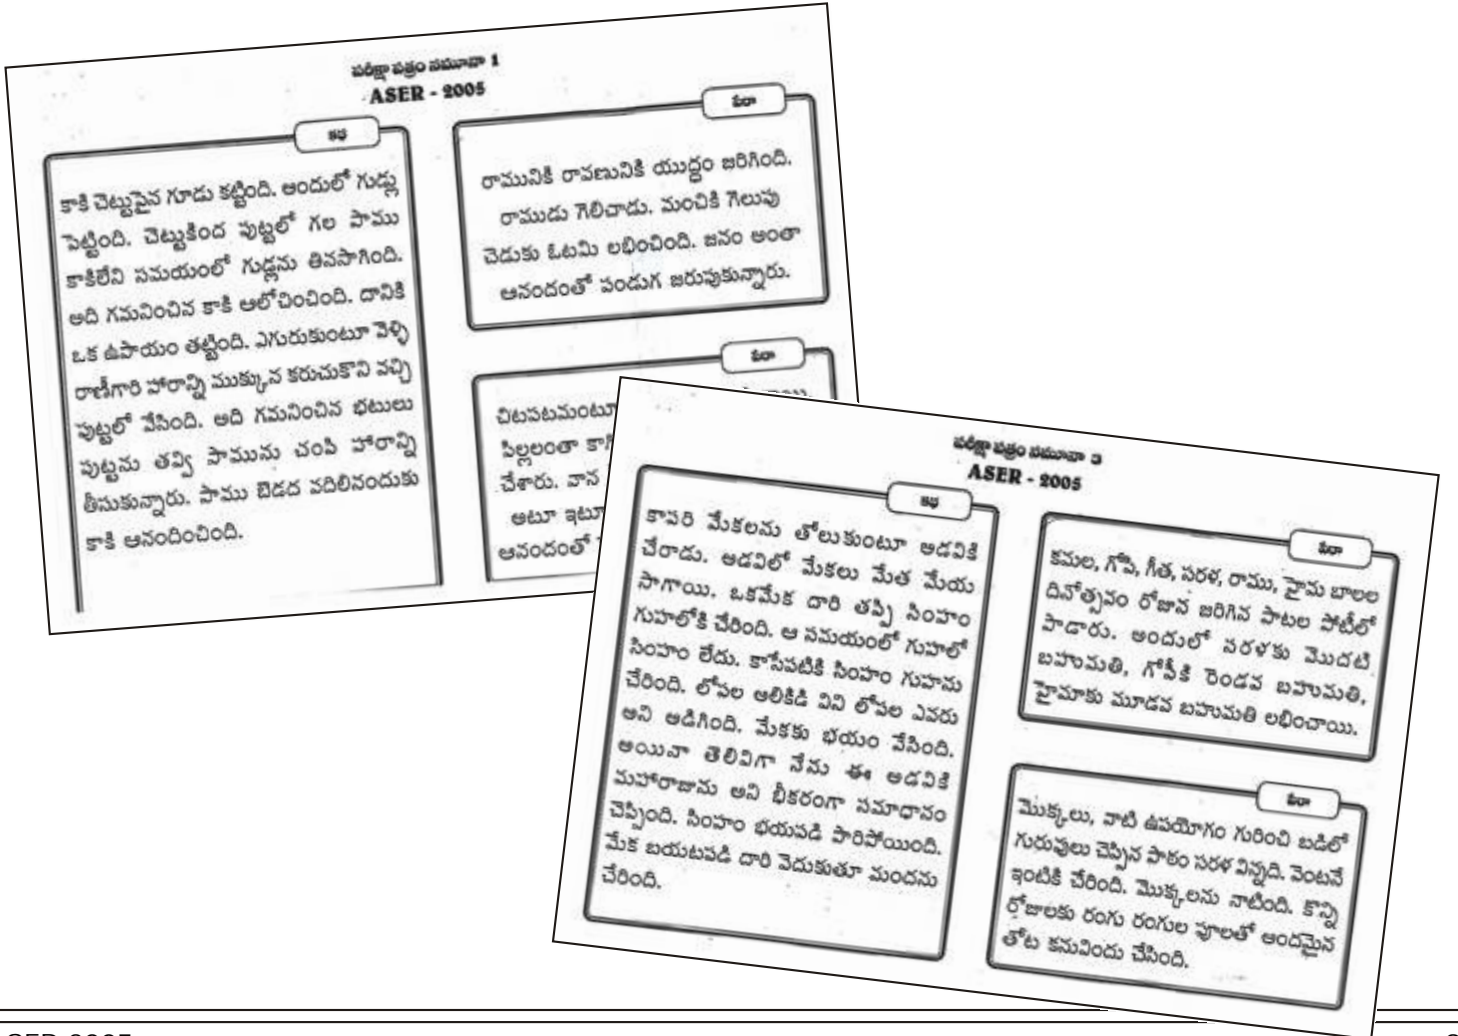 పరీక్షా పత్రం నమూనా 1
ASER - 2005
కథ
కాకి చెట్టుపైన గూడు కట్టింది. అందులో గుడ్లు
పెట్టింది. చెట్టుకింద పుట్టలో గల పాము
కాకిలేని సమయంలో గుడ్లను తినసాగింది.
అది గమనించిన కాకి ఆలోచించింది. దానికి
ఒక ఉపాయం తట్టింది. ఎగురుకుంటూ వెళ్ళి
రాణీగారి హారాన్ని ముక్కున కరుచుకొని వచ్చి
పుట్టలో వేసింది. అది గమనించిన భటులు
పుట్టను తవ్వి పామును చంపి హారాన్ని
తీసుకున్నారు. పాము బెడద వదిలినందుకు
కాకి ఆనందించింది.
పేరా
రామునికి రావణునికి యుద్ధం జరిగింది.
రాముడు గెలిచాడు. మంచికి గెలుపు
చెడుకు ఓటమి లభించింది. జనం అంతా
ఆనందంతో పండుగ జరుపుకున్నారు.
పేరా
చిటపటమంటూ
పిల్లలంతా
చేశారు. వాన
అటూ ఇటూ
ఆనందంతో
పరీక్షా పత్రం నమూనా 3
ASER - 2005
కథ
కాపరి మేకలను తోలుకుంటూ అడవికి
చేరాడు. అడవిలో మేకలు మేత మేయ
సాగాయి. ఒకమేక దారి తప్పి సింహం
గుహలోకి చేరింది. ఆ సమయంలో గుహలో
సింహం లేదు. కాసేపటికి సింహం గుహను
చేరింది. లోపల అలికిడి విని లోపల ఎవరు
అని అడిగింది. మేకకు భయం వేసింది.
అయినా తెలివిగా నేను ఈ అడవికి
మహారాజును అని భీకరంగా సమాధానం
చెప్పింది. సింహం భయపడి పారిపోయింది.
మేక బయటపడి దారి వెదుకుతూ మందను
చేరింది.
పేరా
కమల, గోపి, గీత, సరళ, రాము, హైమ బాలల
దినోత్సవం రోజున జరిగిన పాటల పోటీలో
పాడారు. అందులో సరళకు మొదటి
బహుమతి, గోపీకి రెండవ బహుమతి,
హైమాకు మూడవ బహుమతి లభించాయి.
పేరా
మొక్కలు, వాటి ఉపయోగం గురించి బడిలో
గురువులు చెప్పిన పాఠం సరళ విన్నది. వెంటనే
ఇంటికి చేరింది. మొక్కలను నాటింది. కొన్ని
రోజులకు రంగు రంగుల పూలతో అందమైన
తోట కనువిందు చేసింది.